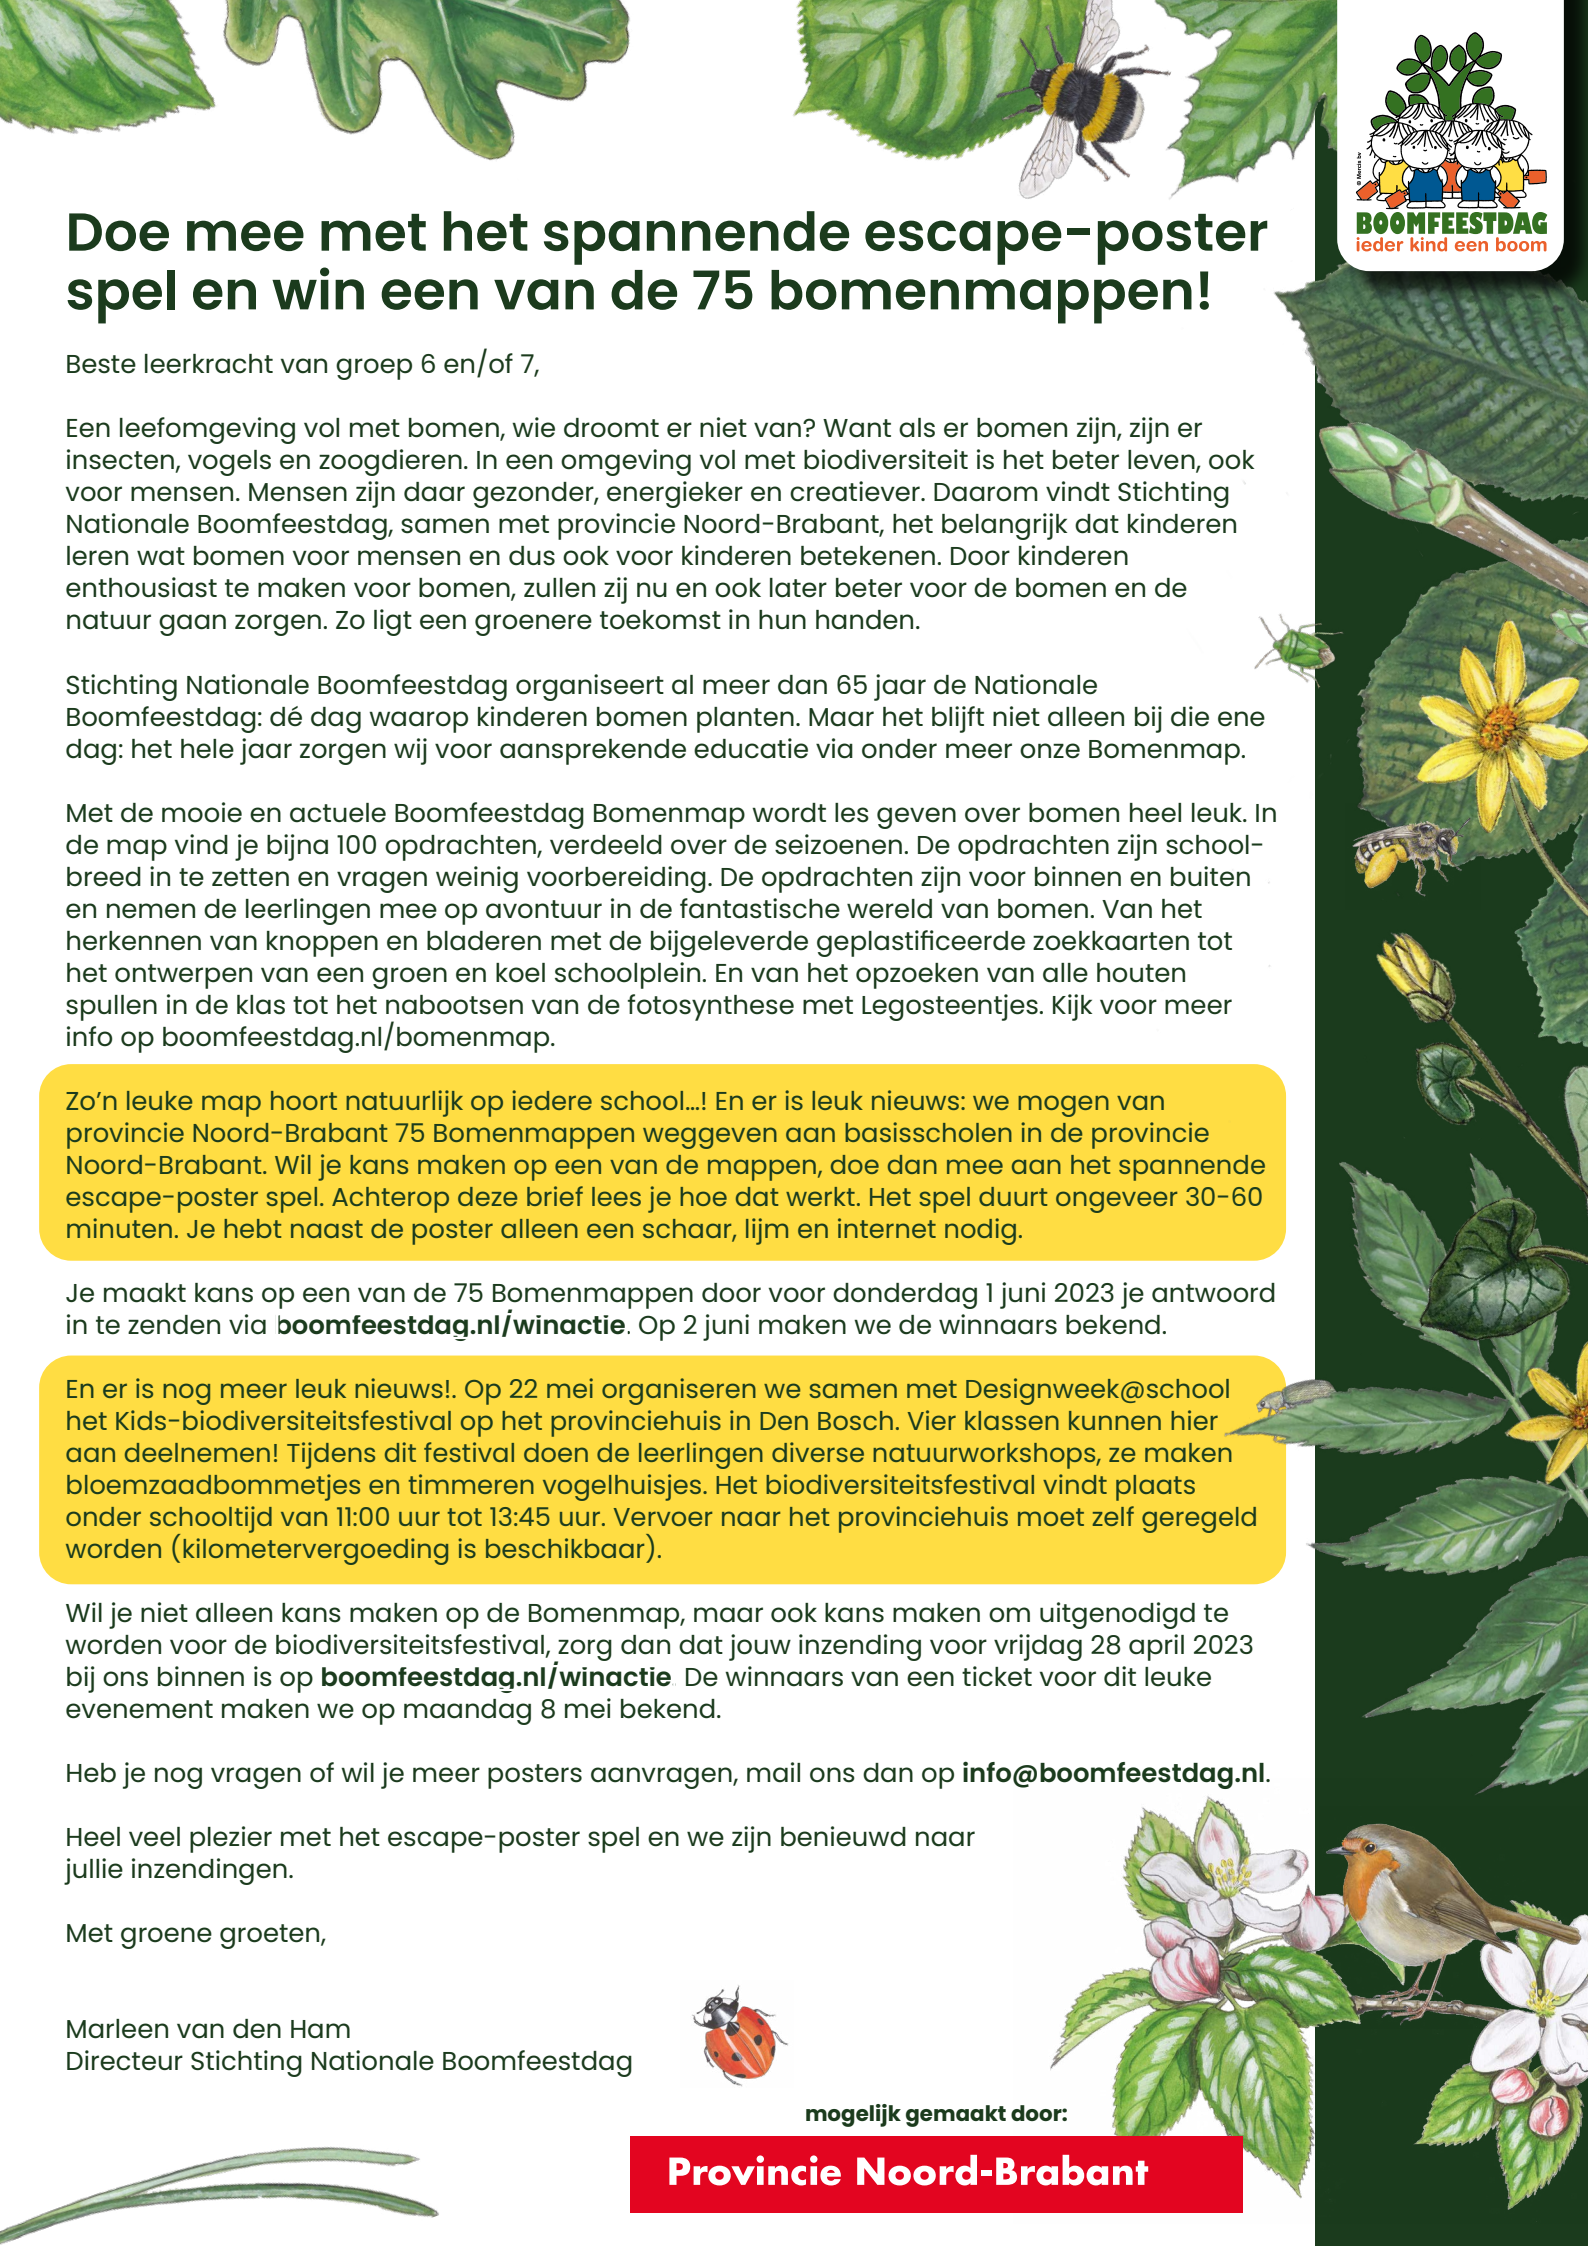 © Mercis bv
BOOMFEESTDAG
ieder kind een boom
Doe mee met het spannende escape-poster
spel en win een van de 75 bomenmappen!
Beste leerkracht van groep 6 en/of 7,
Een leefomgeving vol met bomen, wie droomt er niet van? Want als er bomen zijn, zijn er
insecten, vogels en zoogdieren. In een omgeving vol met biodiversiteit is het beter leven, ook
voor mensen. Mensen zijn daar gezonder, energieker en creatiever. Daarom vindt Stichting
Nationale Boomfeestdag, samen met provincie Noord-Brabant, het belangrijk dat kinderen
leren wat bomen voor mensen en dus ook voor kinderen betekenen. Door kinderen
enthousiast te maken voor bomen, zullen zij nu en ook later beter voor de bomen en de
natuur gaan zorgen. Zo ligt een groenere toekomst in hun handen.
Stichting Nationale Boomfeestdag organiseert al meer dan 65 jaar de Nationale
Boomfeestdag: dé dag waarop kinderen bomen planten. Maar het blijft niet alleen bij die ene
dag: het hele jaar zorgen wij voor aansprekende educatie via onder meer onze Bomenmap.
Met de mooie en actuele Boomfeestdag Bomenmap wordt les geven over bomen heel leuk. In
de map vind je bijna 100 opdrachten, verdeeld over de seizoenen. De opdrachten zijn school-
breed in te zetten en vragen weinig voorbereiding. De opdrachten zijn voor binnen en buiten
en nemen de leerlingen mee op avontuur in de fantastische wereld van bomen. Van het
herkennen van knoppen en bladeren met de bijgeleverde geplastificeerde zoekkaarten tot
het ontwerpen van een groen en koel schoolplein. En van het opzoeken van alle houten
spullen in de klas tot het nabootsen van de fotosynthese met Legosteentjes. Kijk voor meer
info op boomfeestdag.nl/bomenmap.
Zo’n leuke map hoort natuurlijk op iedere school…! En er is leuk nieuws: we mogen van
provincie Noord-Brabant 75 Bomenmappen weggeven aan basisscholen in de provincie
Noord-Brabant. Wil je kans maken op een van de mappen, doe dan mee aan het spannende
escape-poster spel. Achterop deze brief lees je hoe dat werkt. Het spel duurt ongeveer 30-60
minuten. Je hebt naast de poster alleen een schaar, lijm en internet nodig.
Je maakt kans op een van de 75 Bomenmappen door voor donderdag 1 juni 2023 je antwoord
in te zenden via boomfeestdag.nl/winactie. Op 2 juni maken we de winnaars bekend.
En er is nog meer leuk nieuws!. Op 22 mei organiseren we samen met Designweek@school
het Kids-biodiversiteitsfestival op het provinciehuis in Den Bosch. Vier klassen kunnen hier
aan deelnemen! Tijdens dit festival doen de leerlingen diverse natuurworkshops, ze maken
bloemzaadbommetjes en timmeren vogelhuisjes. Het biodiversiteitsfestival vindt plaats
onder schooltijd van 11:00 uur tot 13:45 uur. Vervoer naar het provinciehuis moet zelf geregeld
worden (kilometervergoeding is beschikbaar).
Wil je niet alleen kans maken op de Bomenmap, maar ook kans maken om uitgenodigd te
worden voor de biodiversiteitsfestival, zorg dan dat jouw inzending voor vrijdag 28 april 2023
bij ons binnen is op boomfeestdag.nl/winactie. De winnaars van een ticket voor dit leuke
evenement maken we op maandag 8 mei bekend.
Heb je nog vragen of wil je meer posters aanvragen, mail ons dan op info@boomfeestdag.nl.
Heel veel plezier met het escape-poster spel en we zijn benieuwd naar
jullie inzendingen.
Met groene groeten,
Marleen van den Ham
Directeur Stichting Nationale Boomfeestdag
mogelijk gemaakt door:
Provincie Noord-Brabant